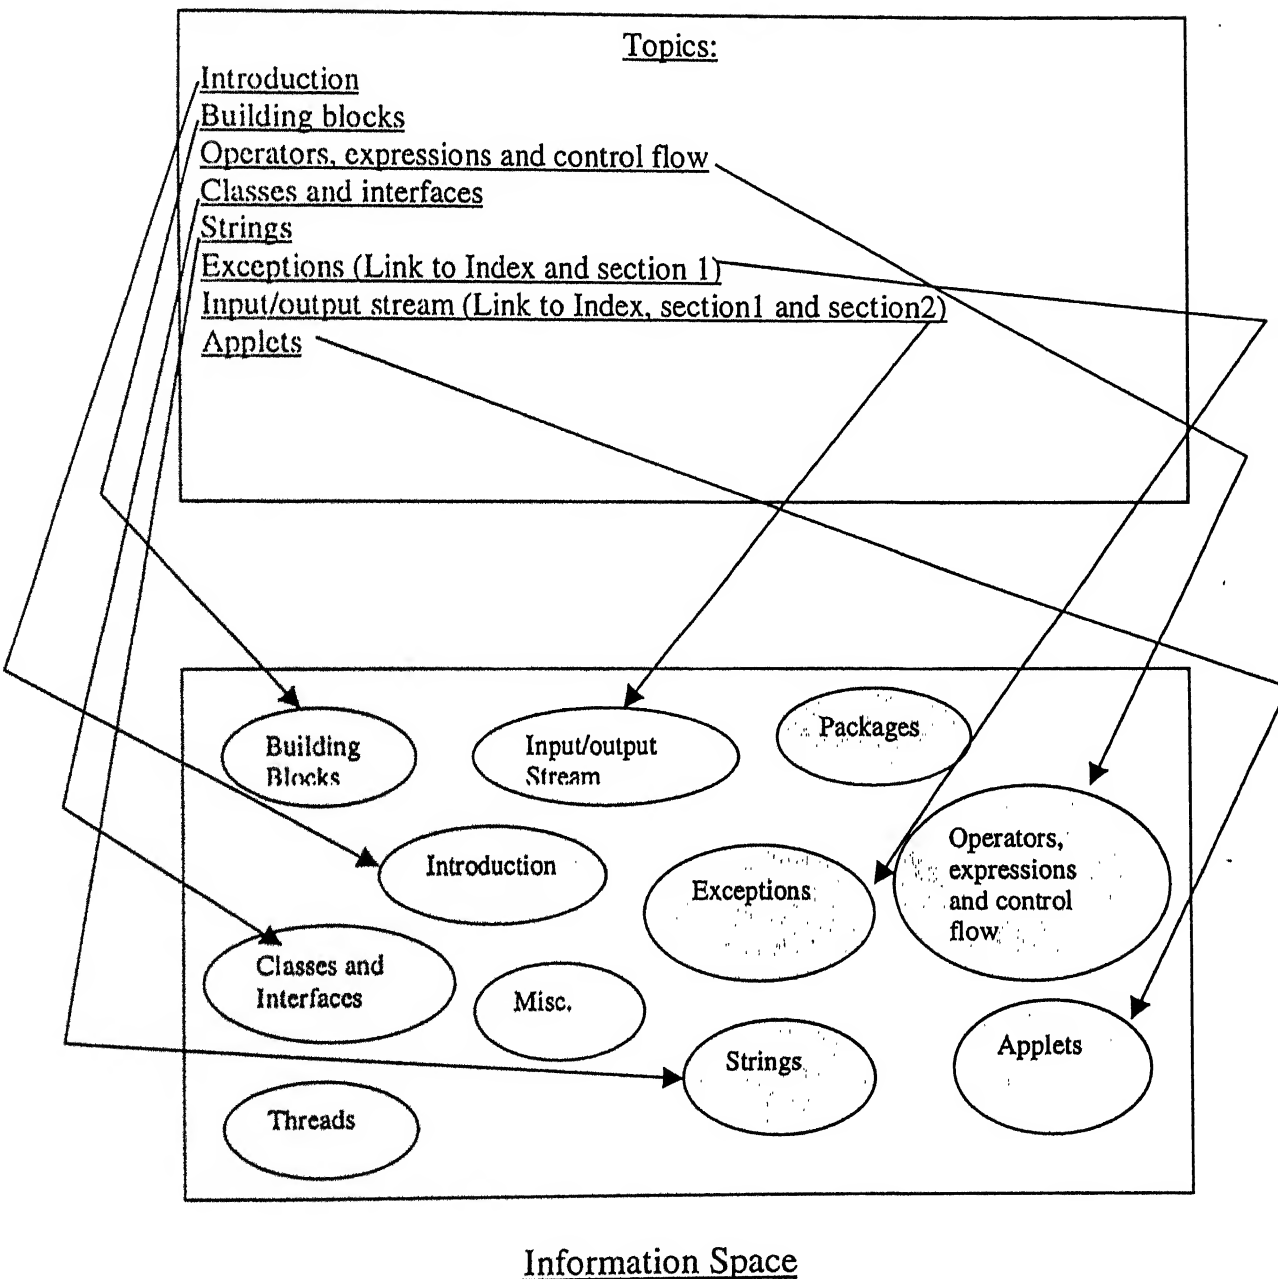 Topics:
Introduction
Building blocks
Operators, expressions and control flow
Classes and interfaces
Strings
Exceptions (Link to Index and section 1)
Input/output stream (Link to Index, section1 and section2)
Applets
Building
Blocks
Input/output
Stream
Packages
Introduction
Exceptions
Operators,
expressions
and control
flow
Classes and
Interfaces
Misc.
Strings
Applets
Threads
Information Space